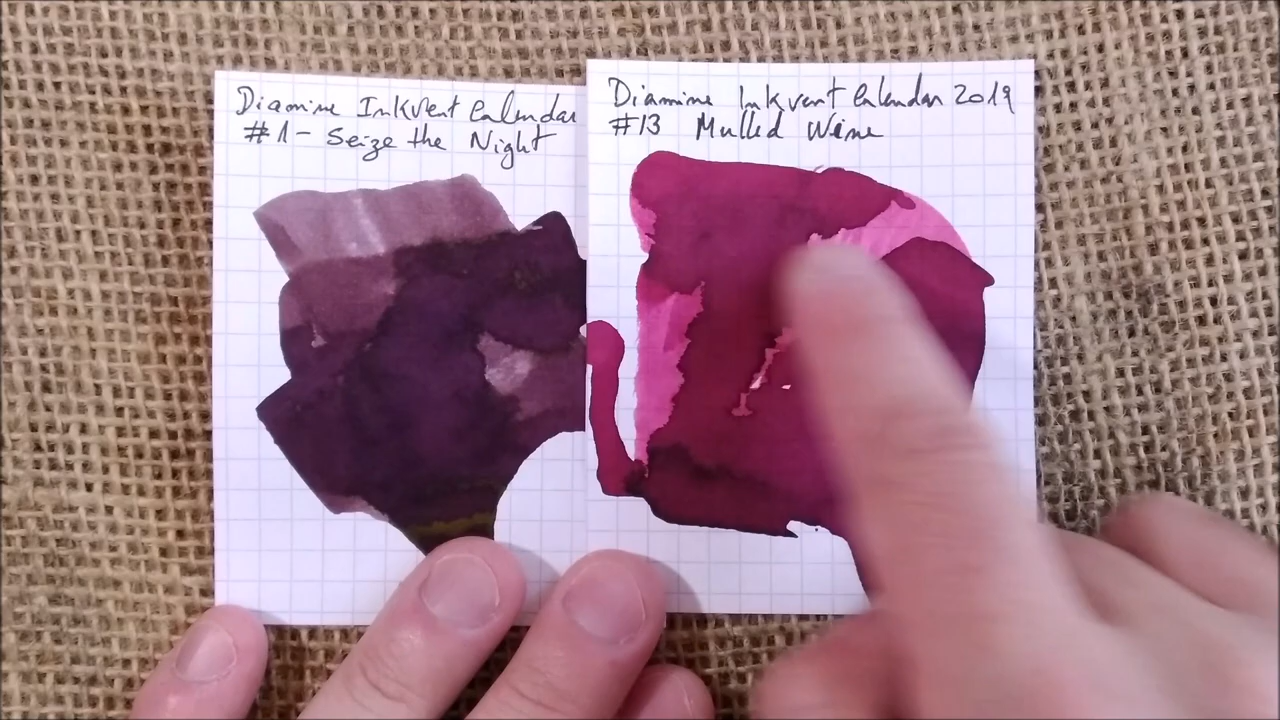 Diamine Inkvent Calendar
#1 - Seize the Night
Diamine Inkvent Calendar 2019
#13 Mulled Wine